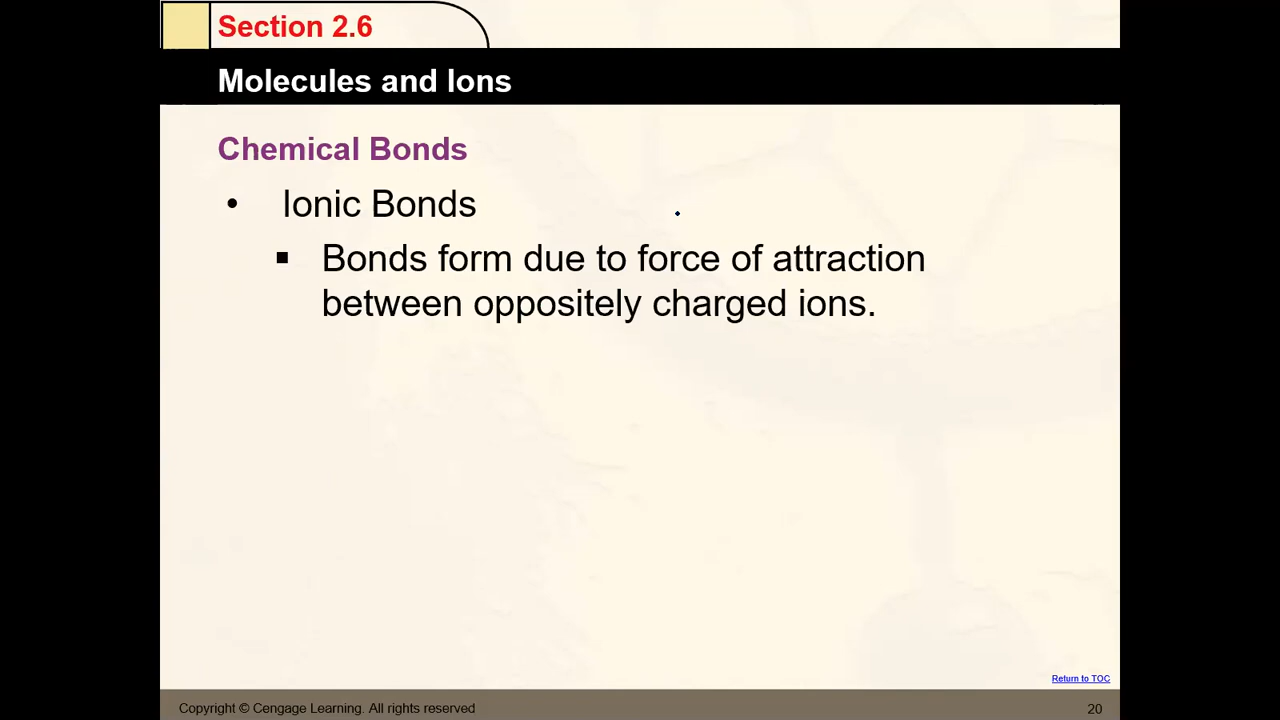 Section 2.6
Molecules and Ions
Chemical Bonds
• Ionic Bonds
▪ Bonds form due to force of attraction
between oppositely charged ions.
Return to TOC
Copyright © Cengage Learning. All rights reserved
20